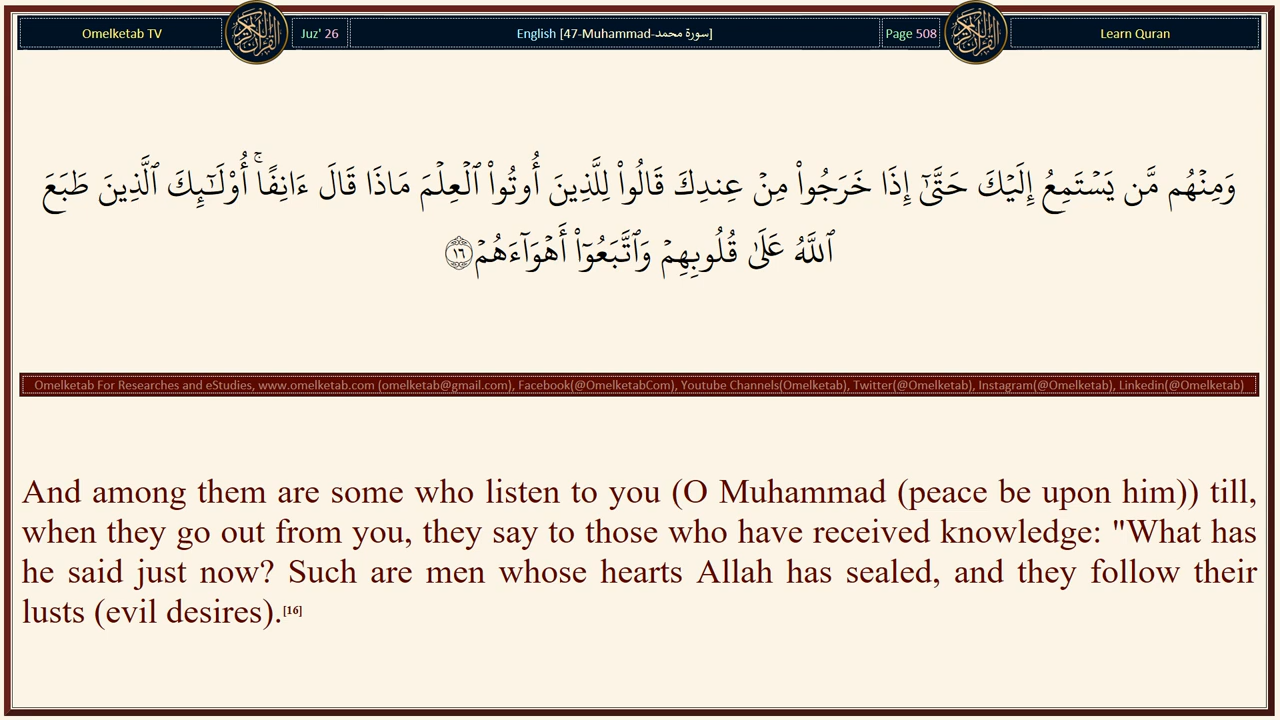 Omelketab TV
Juz' 26
English [47-Muhammad-سورة محمد]
Page 508
Learn Quran
وَمِنۡهُم مَّن يَسۡتَمِعُ إِلَيۡكَ حَتَّىٰٓ إِذَا خَرَجُواْ مِنۡ عِندِكَ قَالُواْ لِلَّذِينَ أُوتُواْ ٱلۡعِلۡمَ مَاذَا قَالَ ءَانِفًاۚ أُوْلَـٰٓئِكَ ٱلَّذِينَ طَبَعَ
ٱللَّهُ عَلَىٰ قُلُوبِهِمۡ وَٱتَّبَعُوٓاْ أَهۡوَآءَهُمۡ ١٦
Omelketab For Researches and eStudies, www.omelketab.com (omelketab@gmail.com), Facebook(@OmelketabCom), Youtube Channels(Omelketab), Twitter(@Omelketab), Instagram(@Omelketab), Linkedin(@Omelketab)
And among them are some who listen to you (O Muhammad (peace be upon him)) till,
when they go out from you, they say to those who have received knowledge: "What has
he said just now? Such are men whose hearts Allah has sealed, and they follow their
lusts (evil desires).[16]